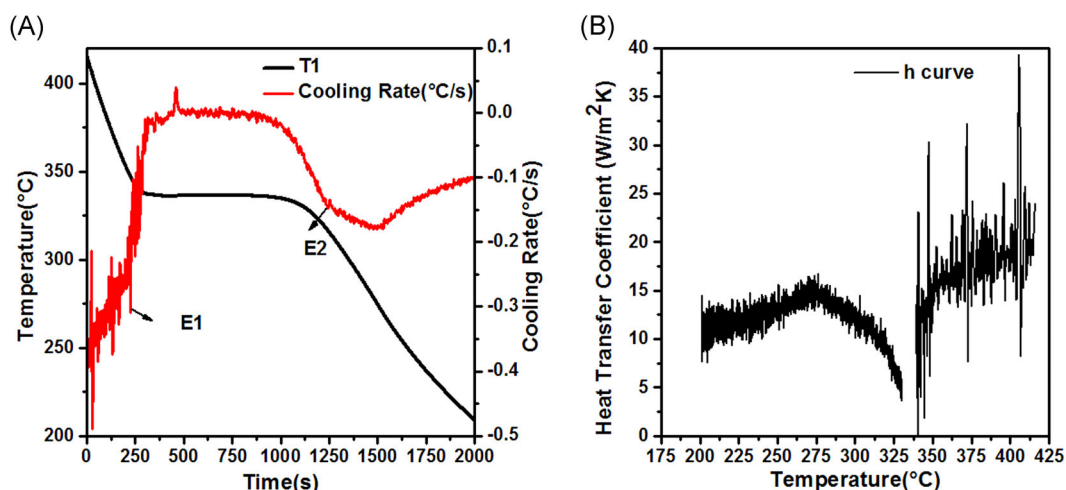 (A)
T1
Cooling Rate(°C/s)
E1
E2
Temperature(°C)
400
350
300
250
200
0 250 500 750 1000 1250 1500 1750 2000
Time(s)
0.1
0.0
-0.1
-0.2
-0.3
-0.4
-0.5
Cooling Rate(°C/s)
(B)
h curve
Heat Transfer Coefficient (W/m²K)
40
35
30
25
20
15
10
5
0
175 200 225 250 275 300 325 350 375 400 425
Temperature(°C)